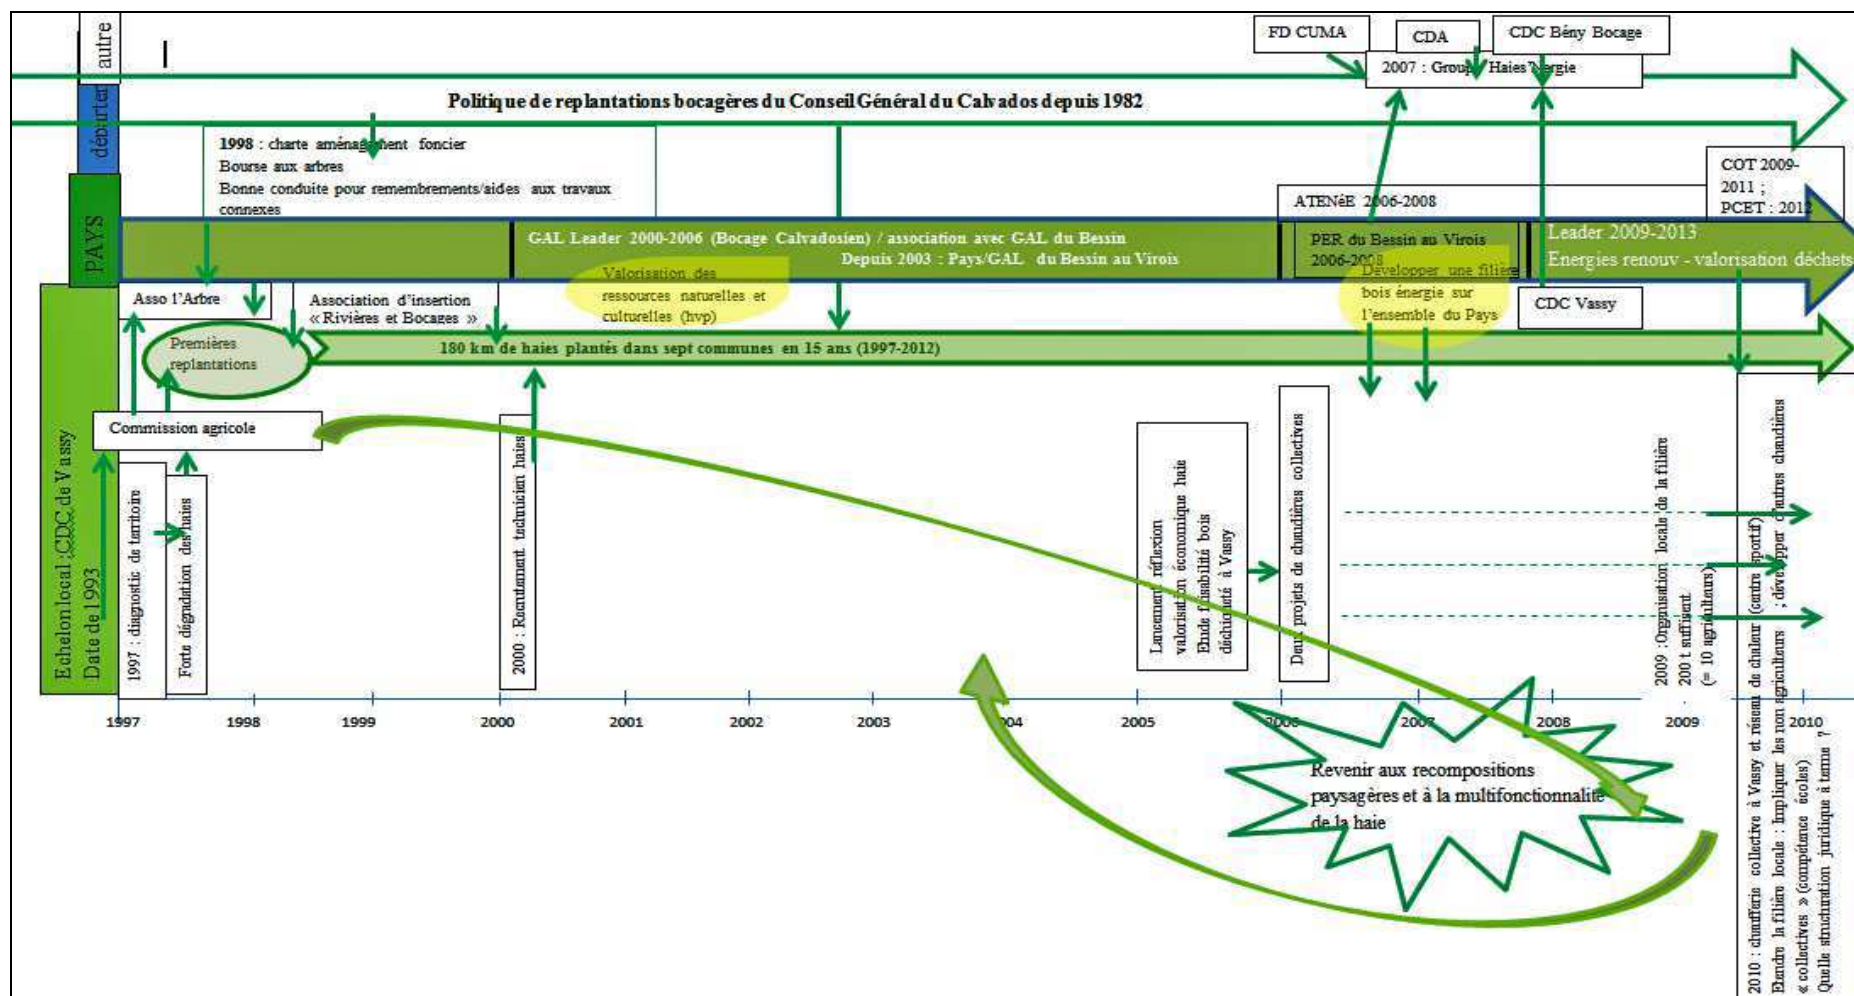 autre
départem
PAYS
Echelon local : CDC de Vassy
Date de 1993
FD CUMA
CDA
CDC Bény Bocage
2007 : Group Haies ergie
Politique de replantations bocagères du Conseil Général du Calvados depuis 1982
1998 : charte aménagement foncier
Bourse aux arbres
Bonne conduite pour remembrements/aides aux travaux
connexes
COT 2009-
2011 ;
PCET : 2012
ATENéE 2006-2008
GAL Leader 2000-2006 (Bocage Calvadosien) / association avec GAL du Bessin
Depuis 2003 : Pays/GAL du Bessin au Virois
PER du Bessin au Virois
2006-2008
Leader 2009-2013
Energies renouv - valorisation déchets
Valorisation des
ressources naturelles et
culturelles (hvp)
Développer une filière
bois énergie sur
l'ensemble du Pays
CDC Vassy
Asso l'Arbre
Association d'insertion
« Rivières et Bocages »
Premières
replantations
180 km de haies plantés dans sept communes en 15 ans (1997-2012)
Commission agricole
1997 : diagnostic de territoire
Forte dégradation des haies
2000 : Recrutement technicien haies
Lancement réflexion
valorisation économique haie
Etude faisabilité bois
déchiqueté à Vassy
Deux projets de chaudières collectives
2009 : Organisation locale de la filière
200 t suffisent
(= 10 agriculteurs)
2010 : chaufferie collective à Vassy et réseau de chaleur (centre sportif)
Etendre la filière locale : Impliquer les non agriculteurs ; développer d'autres chaudières
« collectives » (compétence écoles)
Quelle structuration juridique à terme ?
1997 1998 1999 2000 2001 2002 2003 004 2005 2006 2007 2008 2009 2010
Revenir aux recompositions
paysagères et à la multifonctionnalité
de la haie